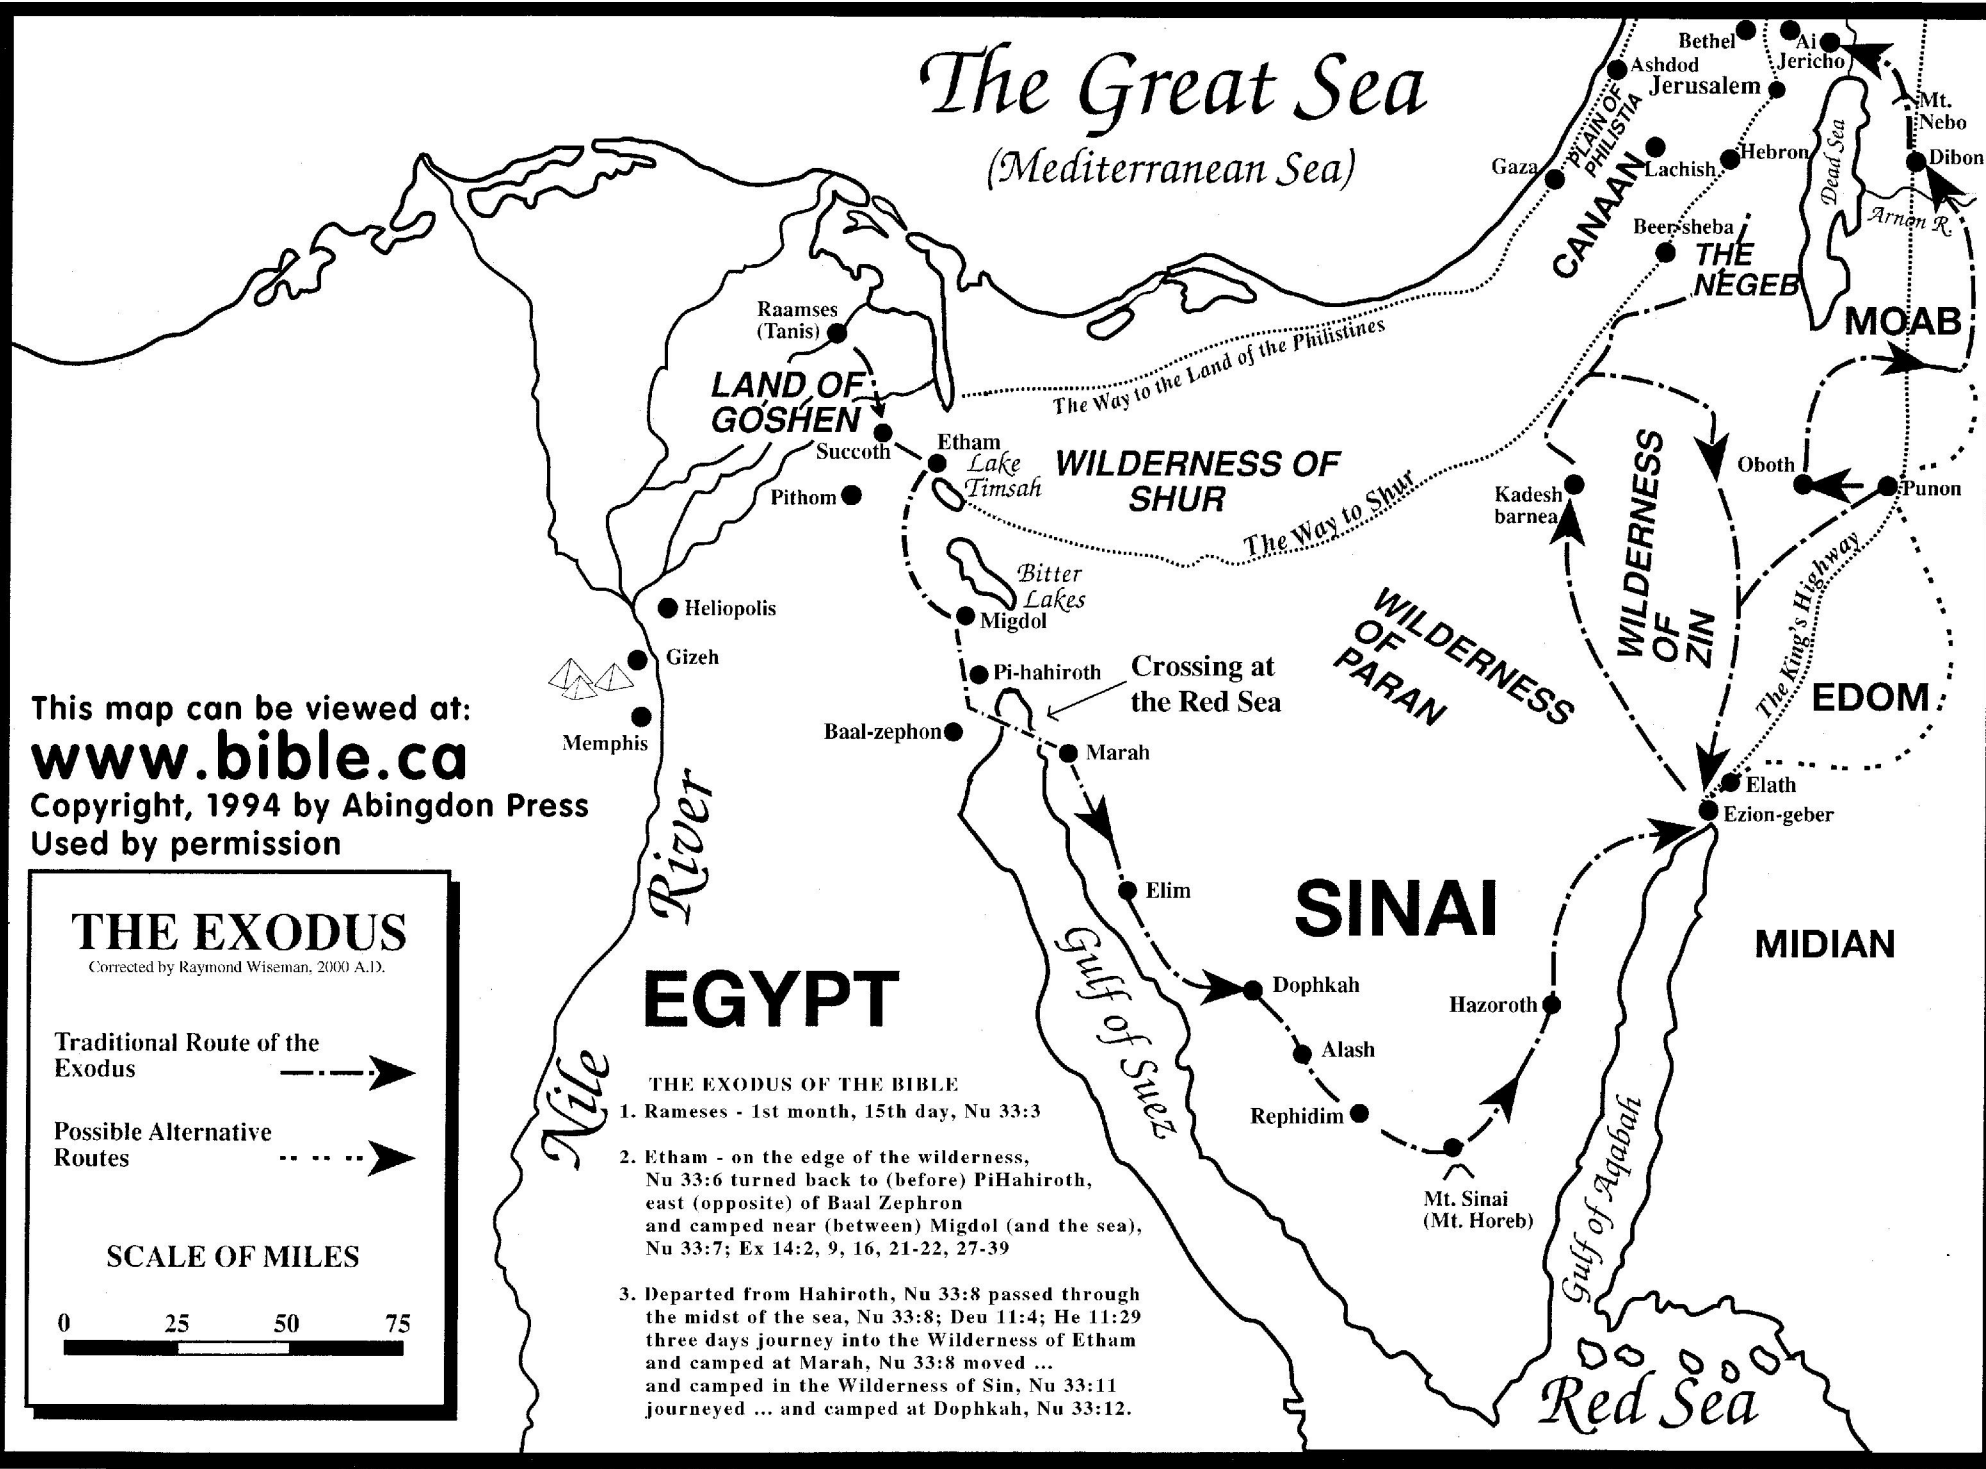 The Great Sea
(Mediterranean Sea)
Bethel
Ai
Jericho
Ashdod
Jerusalem
PLAIN OF
PHILISTIA
Mt.
Nebo
Gaza
CANAAN
Lachish
Hebron
Dead Sea
Dibon
Arnon R.
Beer-sheba
THE
NEGEB
MOAB
Raamses
(Tanis)
The Way to the Land of the Philistines
LAND OF
GOSHEN
Succoth
Etham
Lake
Timsah
WILDERNESS OF
SHUR
Pithom
The Way to Shur
Kadesh
barnea
WILDERNESS
OF
ZIN
Oboth
Punon
Bitter
Lakes
Migdol
Heliopolis
Gizeh
Memphis
WILDERNESS
OF
PARAN
The King's Highway
EDOM
Pi-hahiroth
Crossing at
the Red Sea
Baal-zephon
Marah
Elath
Ezion-geber
This map can be viewed at:
www.bible.ca
Copyright, 1994 by Abingdon Press
Used by permission
Nile River
Elim
SINAI
MIDIAN
EGYPT
Gulf of Suez
Dophkah
Hazoroth
Alash
Rephidim
Mt. Sinai
(Mt. Horeb)
Gulf of Aqabah
Red Sea
THE EXODUS
Corrected by Raymond Wiseman, 2000 A.D.
Traditional Route of the
Exodus
Possible Alternative
Routes
SCALE OF MILES
0 25 50 75
THE EXODUS OF THE BIBLE
1. Rameses - 1st month, 15th day, Nu 33:3
2. Etham - on the edge of the wilderness,
Nu 33:6 turned back to (before) PiHahiroth,
east (opposite) of Baal Zephron
and camped near (between) Migdol (and the sea),
Nu 33:7; Ex 14:2, 9, 16, 21-22, 27-39
3. Departed from Hahiroth, Nu 33:8 passed through
the midst of the sea, Nu 33:8; Deu 11:4; He 11:29
three days journey into the Wilderness of Etham
and camped at Marah, Nu 33:8 moved ...
and camped in the Wilderness of Sin, Nu 33:11
journeyed ... and camped at Dophkah, Nu 33:12.